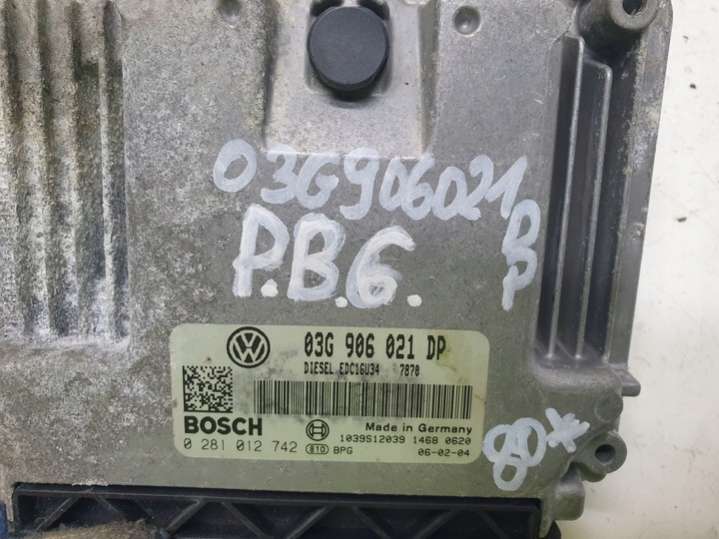 03G906021
DP
P.B.6.
03G 906 021 DP
DIESEL EDC16U34 7870
BOSCH
Made in Germany
1039S12039 1468 0620
0 281 012 742 BPG 06-02-04
80*